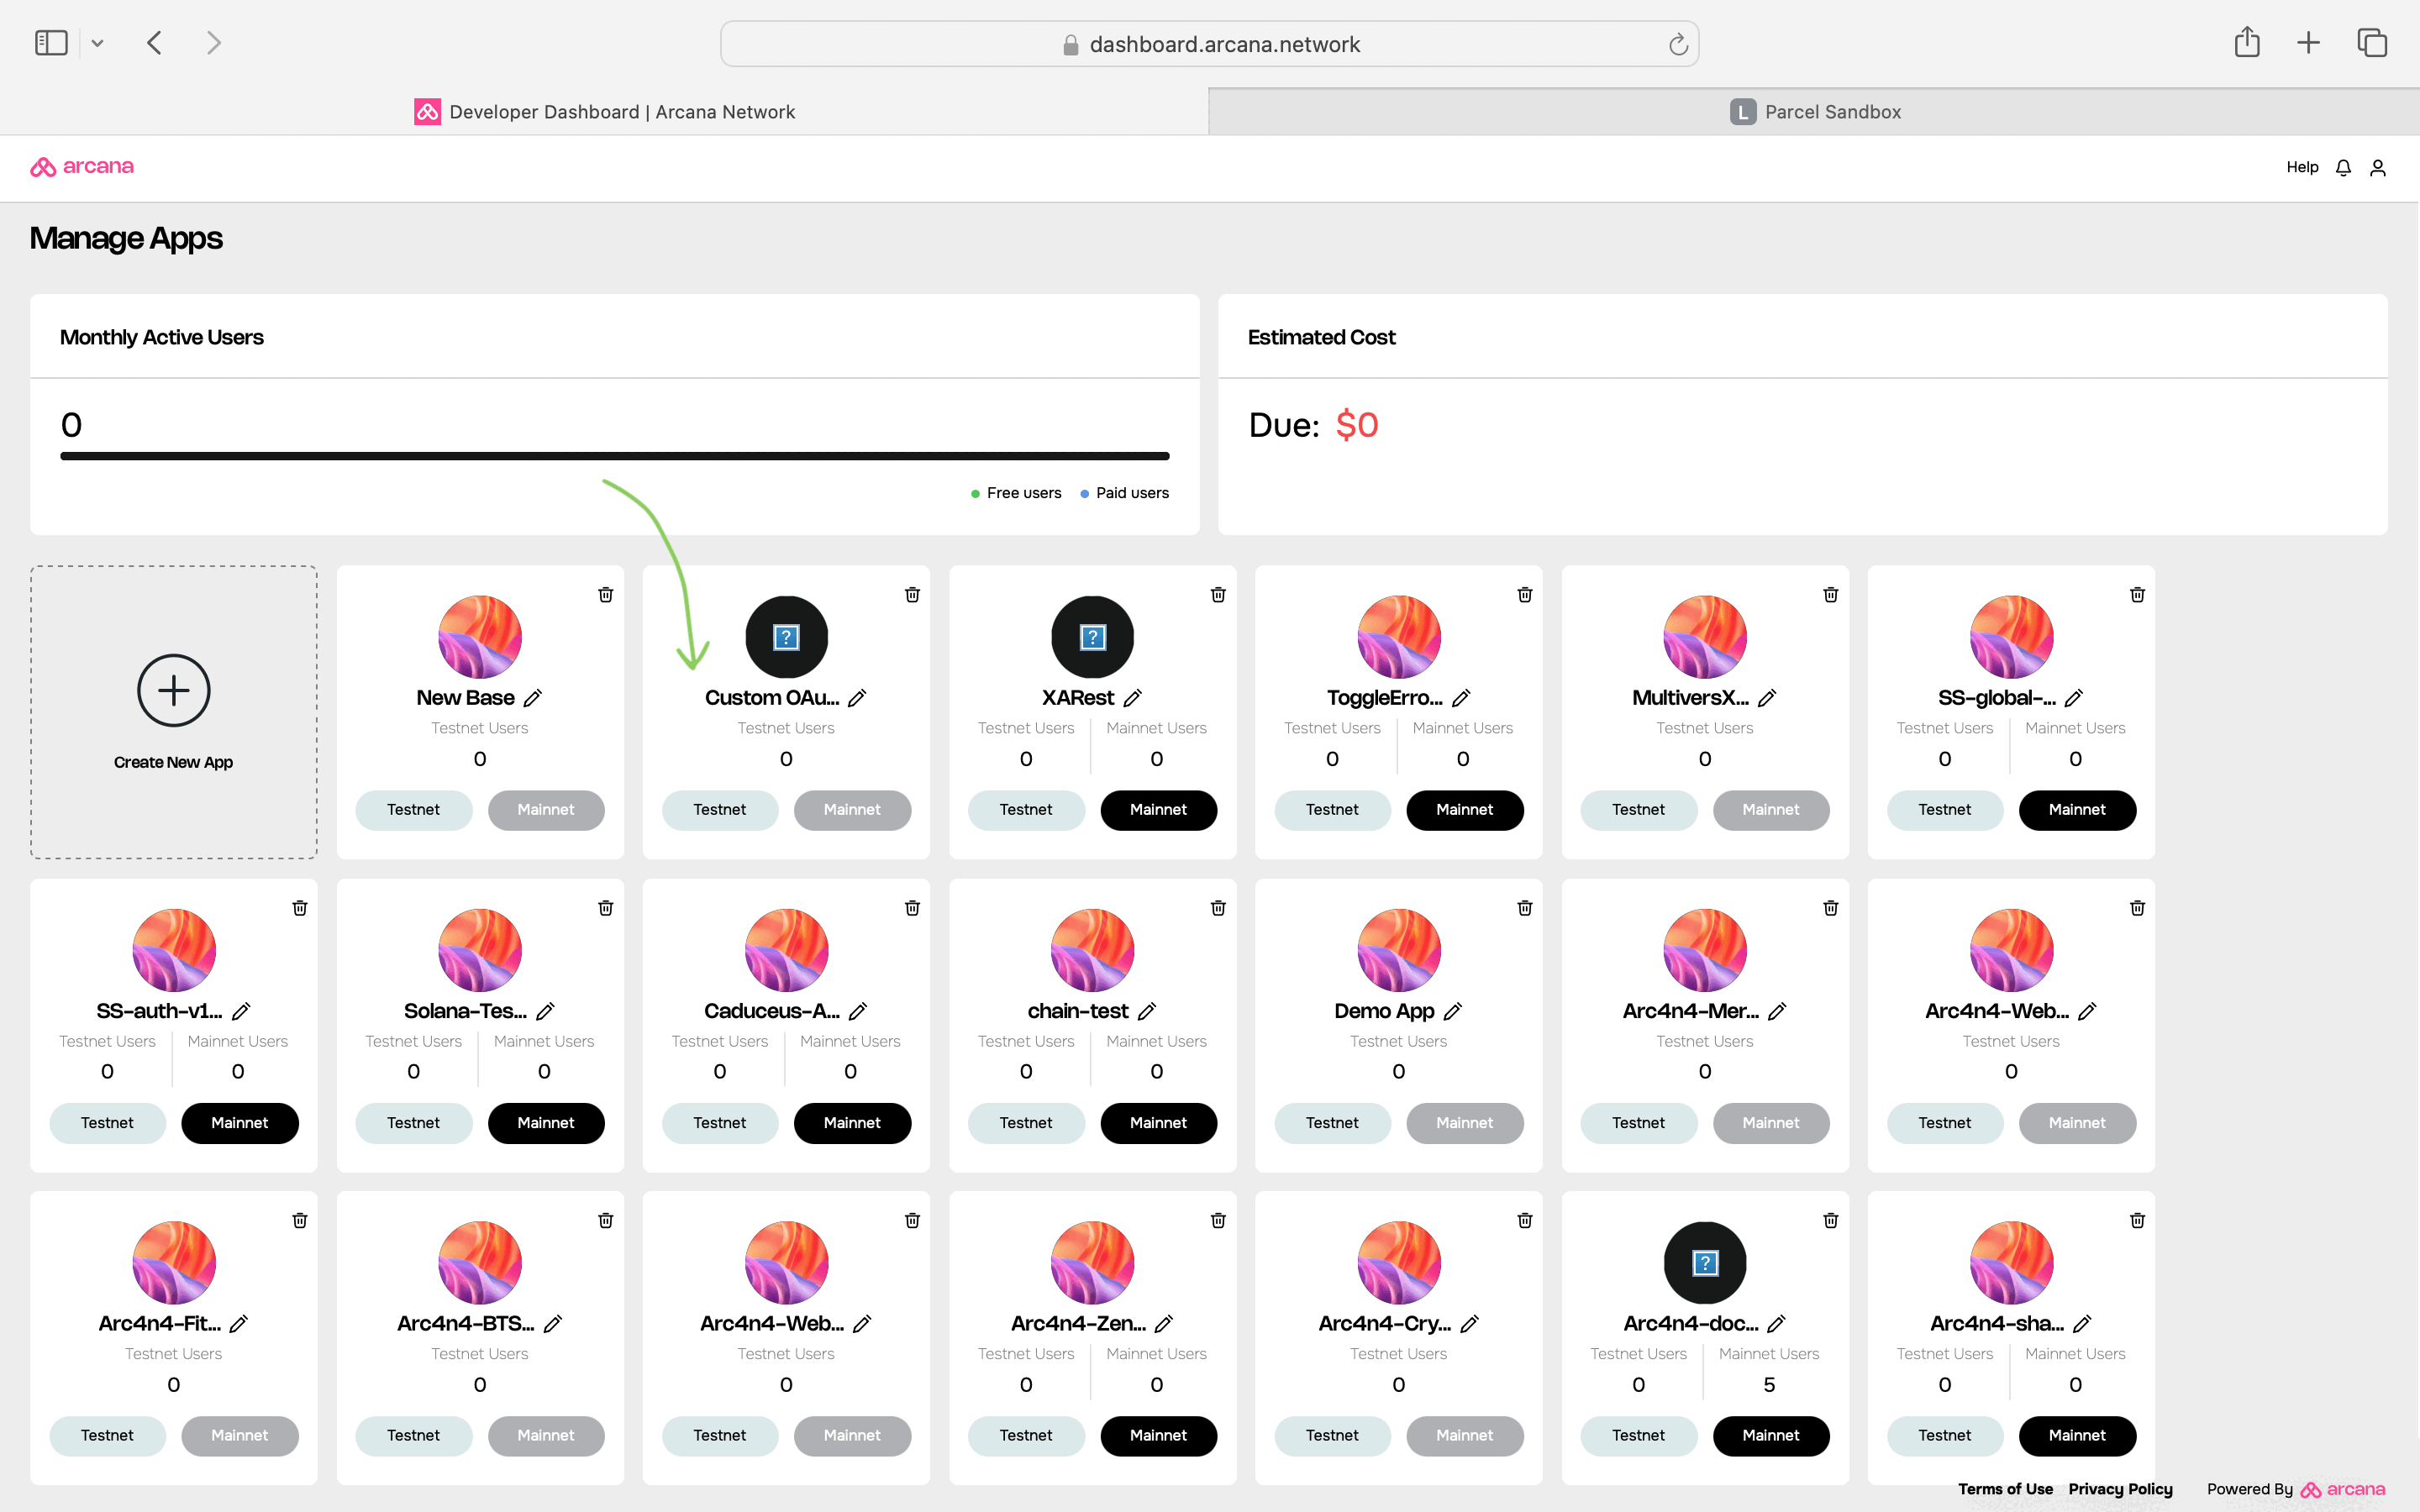 dashboard.arcana.network
Developer Dashboard | Arcana Network
L Parcel Sandbox
arcana
Help
Manage Apps
Monthly Active Users
0
Free users Paid users
Estimated Cost
Due: $0
Create New App
New Base
Testnet Users
0
Testnet Mainnet
Custom OAu...
Testnet Users
0
Testnet Mainnet
XARest
Testnet Users Mainnet Users
0 0
Testnet Mainnet
ToggleErro...
Testnet Users Mainnet Users
0 0
Testnet Mainnet
MultiversX...
Testnet Users
0
Testnet Mainnet
SS-global-...
Testnet Users Mainnet Users
0 0
Testnet Mainnet
SS-auth-v1...
Testnet Users Mainnet Users
0 0
Testnet Mainnet
Solana-Tes...
Testnet Users Mainnet Users
0 0
Testnet Mainnet
Caduceus-A...
Testnet Users Mainnet Users
0 0
Testnet Mainnet
chain-test
Testnet Users Mainnet Users
0 0
Testnet Mainnet
Demo App
Testnet Users
0
Testnet Mainnet
Arc4n4-Mer...
Testnet Users
0
Testnet Mainnet
Arc4n4-Web...
Testnet Users
0
Testnet Mainnet
Arc4n4-Fit...
Testnet Users
0
Testnet Mainnet
Arc4n4-BTS...
Testnet Users
0
Testnet Mainnet
Arc4n4-Web...
Testnet Users
0
Testnet Mainnet
Arc4n4-Zen...
Testnet Users Mainnet Users
0 0
Testnet Mainnet
Arc4n4-Cry...
Testnet Users
0
Testnet Mainnet
Arc4n4-doc...
Testnet Users Mainnet Users
0 5
Testnet Mainnet
Arc4n4-sha...
Testnet Users Mainnet Users
0 0
Testnet Mainnet
Terms of Use Privacy Policy Powered By arcana